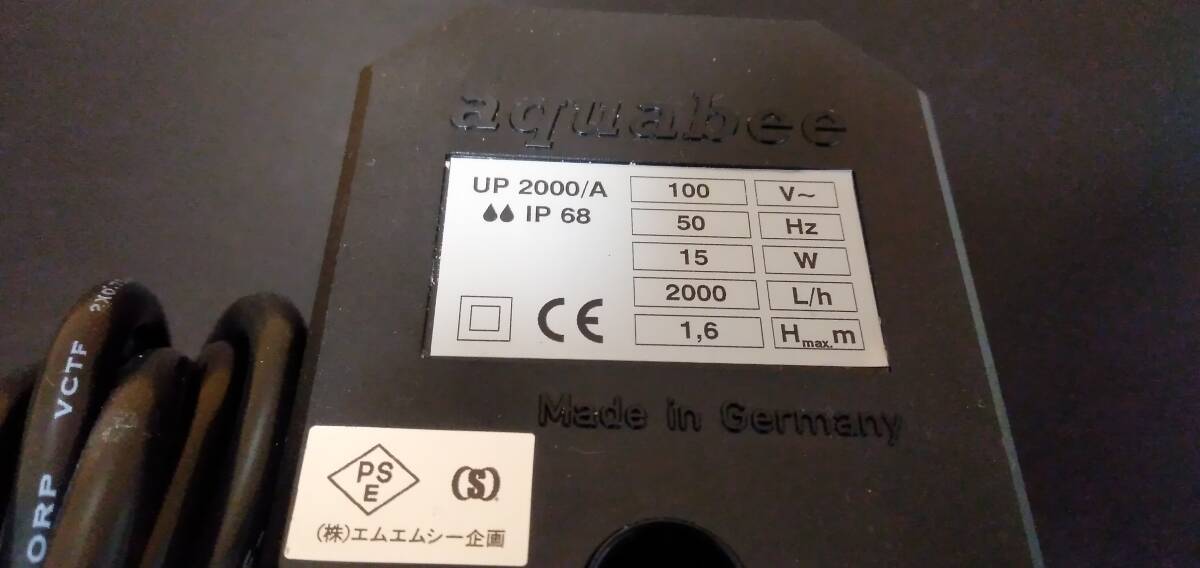 aquabee
UP 2000/A
IP 68
100 V~
50 Hz
15 W
2000 L/h
1,6 Hmax.m
CE
Made in Germany
PS
E
(S)
(株)エムエムシー企画
VCTF
ORP